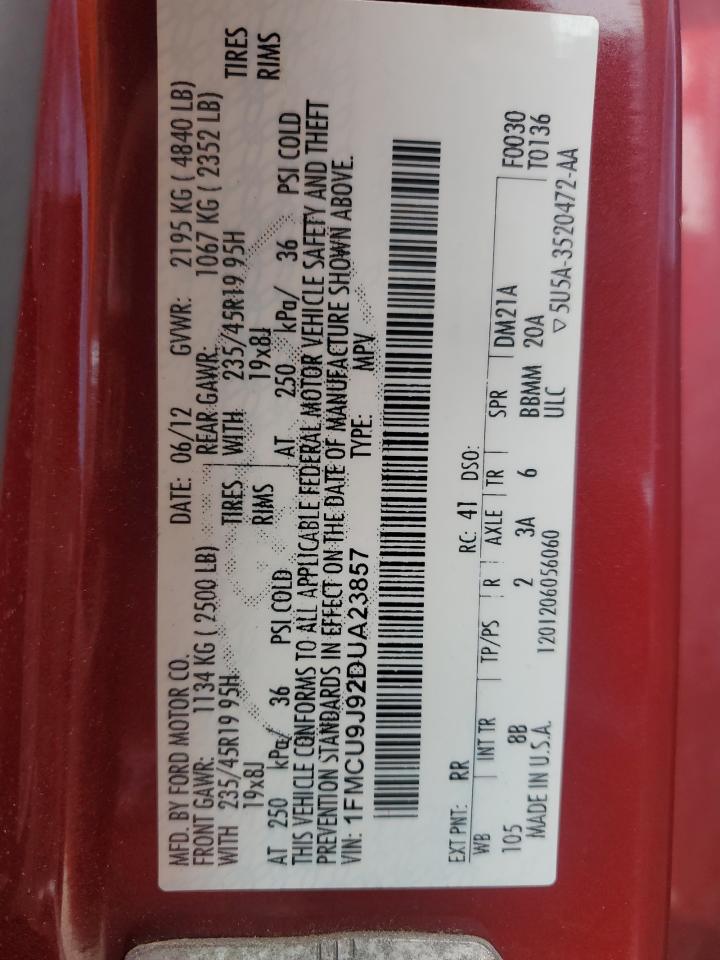 MFD. BY FORD MOTOR CO. DATE: 06/12 GVWR: 2195 KG ( 4840 LB)
FRONT GAWR: 1134 KG ( 2500 LB) REAR GAWR: 1067 KG ( 2352 LB)
WITH 235/45R19 95H TIRES WITH 235/45R19 95H TIRES
19x8J RIMS 19x8J RIMS
AT 250 kPa/ 36 PSI COLD AT 250 kPa/ 36 PSI COLD
THIS VEHICLE CONFORMS TO ALL APPLICABLE FEDERAL MOTOR VEHICLE SAFETY AND THEFT
PREVENTION STANDARDS IN EFFECT ON THE DATE OF MANUFACTURE SHOWN ABOVE.
VIN: 1FMCU9J92DUA23857 TYPE: MPV
EXT PNT: RR RC: 41 DSO:
WB INT TR TP/PS R AXLE TR SPR DM21A F0030
105 8B 2 3A 6 BBMM 20A T0136
MADE IN U.S.A. 1201206056060 ULC ▽5U5A-3520472-AA